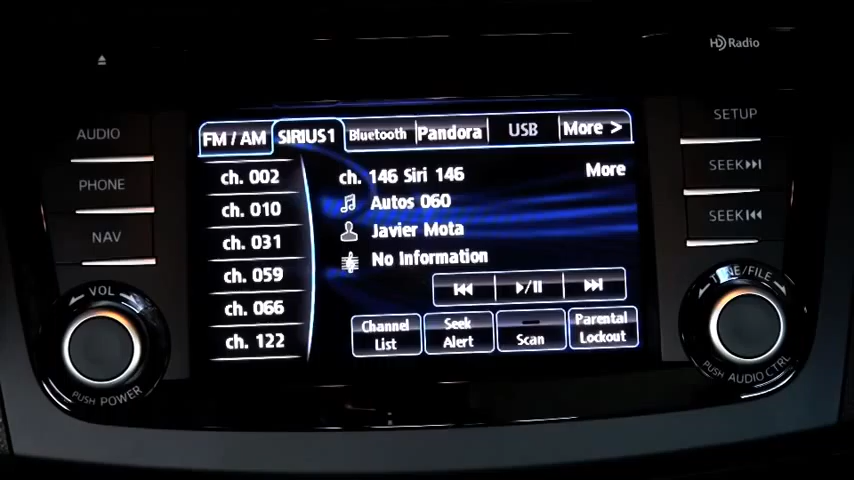 HD Radio
AUDIO
PHONE
NAV
VOL
PUSH POWER
FM / AM
SIRIUS1
Bluetooth
Pandora
USB
More >
ch. 002
ch. 010
ch. 031
ch. 059
ch. 066
ch. 122
ch. 146 Siri 146
More
Autos 060
Javier Mota
No Information
Channel
List
Seek
Alert
Scan
Parental
Lockout
SETUP
SEEK
SEEK
TUNE/FILE
PUSH AUDIO CTRL